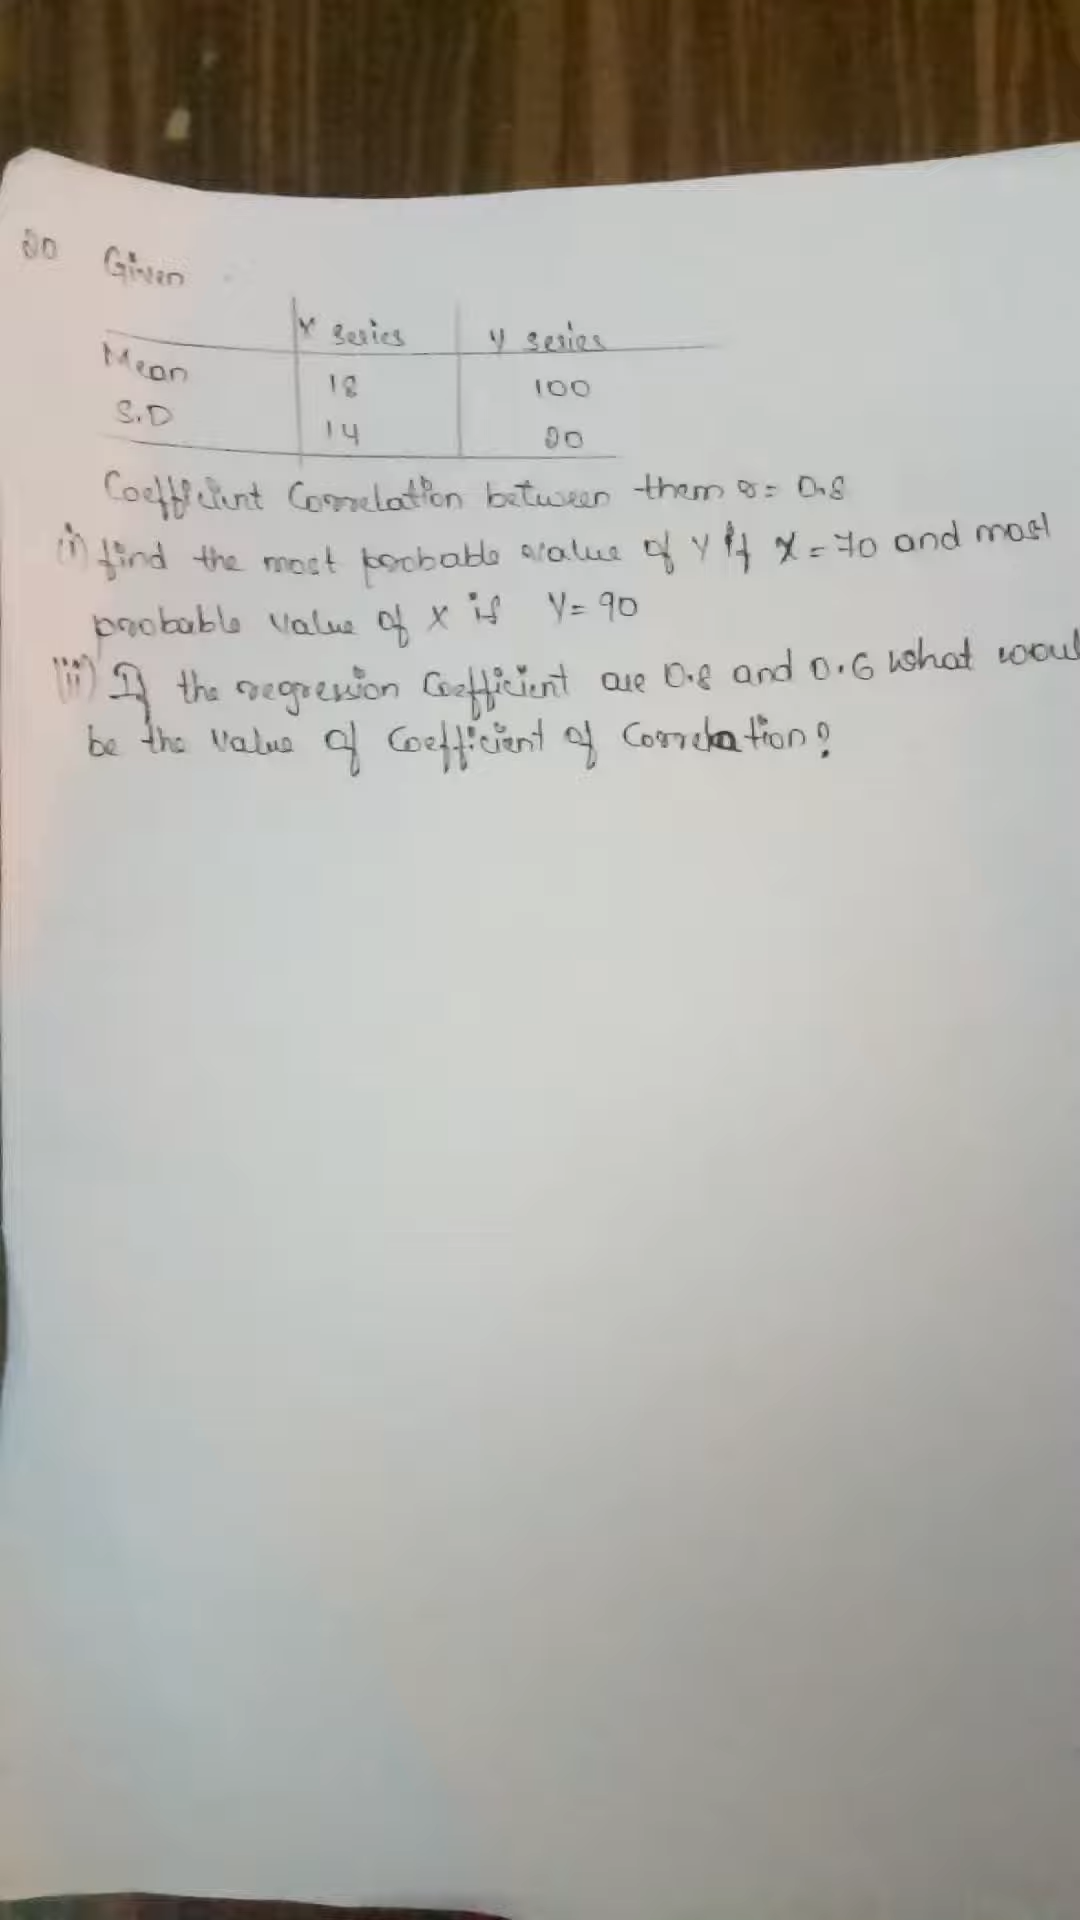 20 Given
X series Y series
Mean 18 100
S.D 14 20
Coefficient Correlation between them r = 0.8
(i) find the most probable value of Y if X = 70 and most
probable value of X if Y = 90
(ii) If the regression Coefficient are 0.8 and 0.6 what woul
be the value of Coefficient of Correlation?